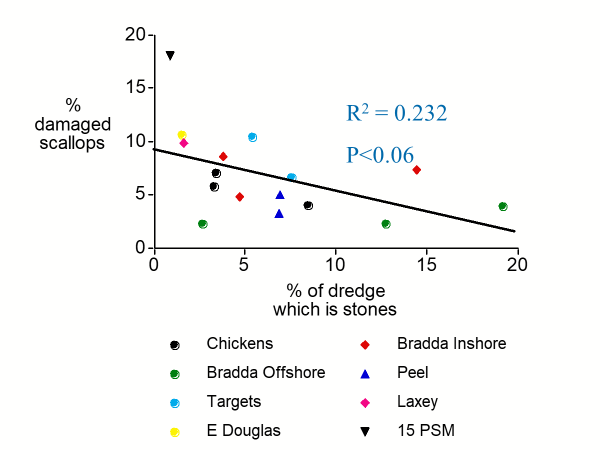 20
15
10
5
0
%
damaged
scallops
R² = 0.232
P<0.06
0 5 10 15 20
% of dredge
which is stones
Chickens Bradda Inshore
Bradda Offshore Peel
Targets Laxey
E Douglas 15 PSM